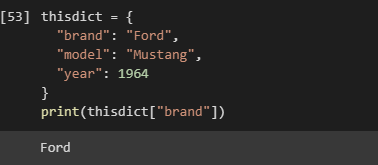 [53] thisdict = {
  "brand": "Ford",
  "model": "Mustang",
  "year": 1964
}
print(thisdict["brand"])
Ford